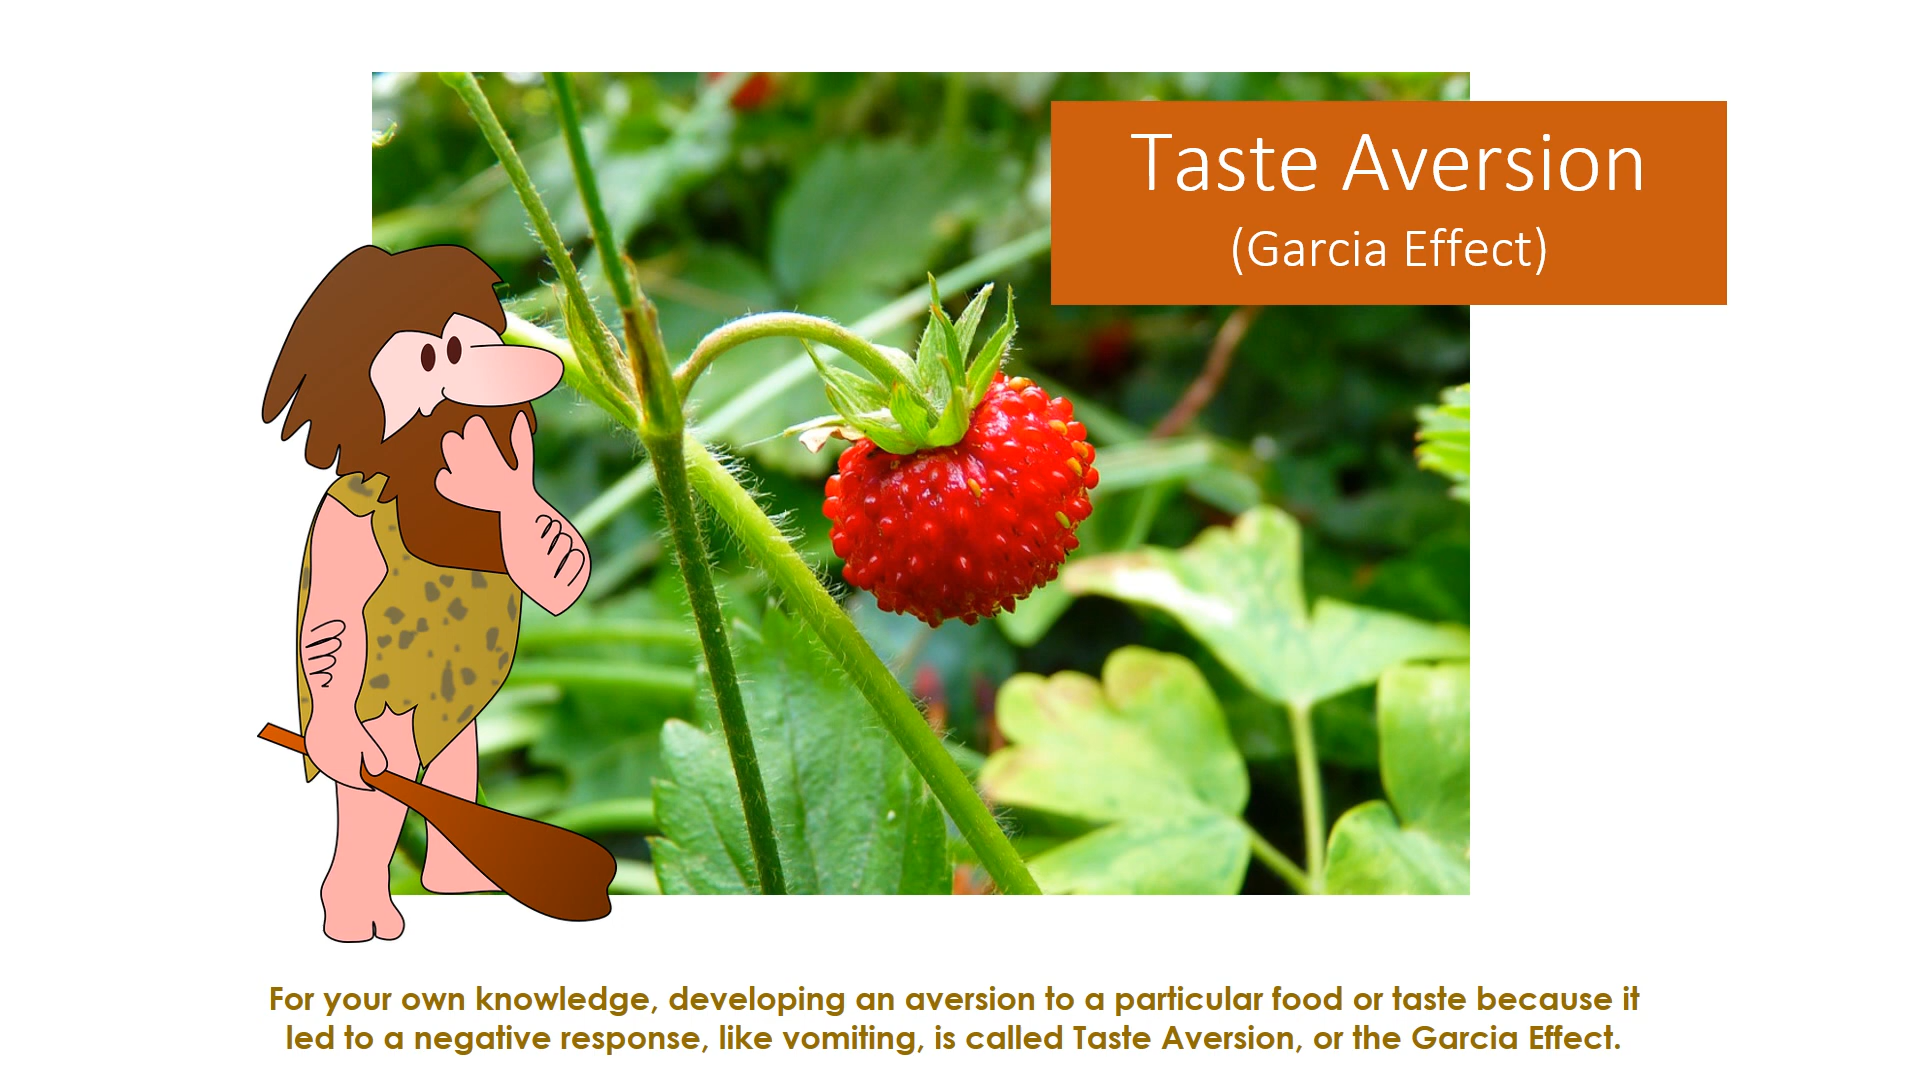 Taste Aversion
(Garcia Effect)
For your own knowledge, developing an aversion to a particular food or taste because it
led to a negative response, like vomiting, is called Taste Aversion, or the Garcia Effect.